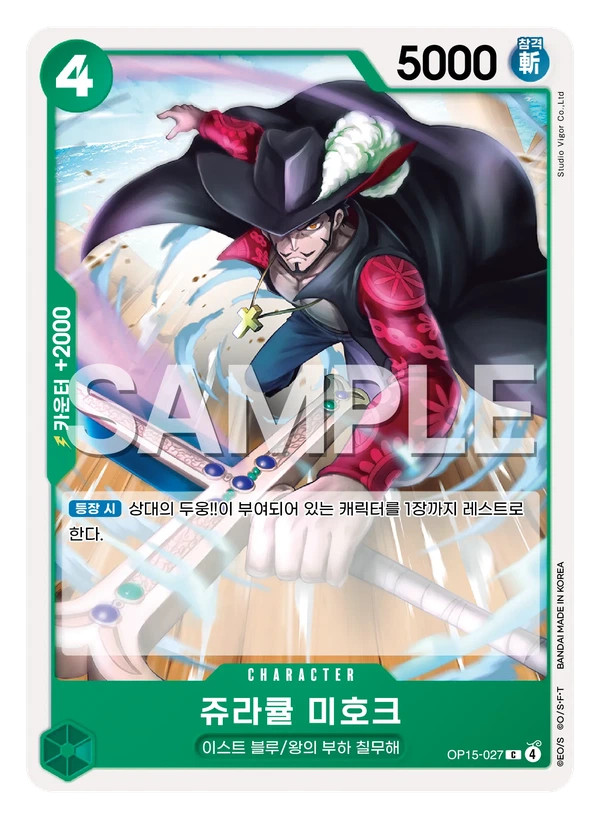 4
5000
참격
斬
Studio Vigor Co.,Ltd
카운터 +2000
SAMPLE
등장 시 상대의 두웅!!이 부여되어 있는 캐릭터를 1장까지 레스트로
한다.
CHARACTER
쥬라큘 미호크
이스트 블루/왕의 부하 칠무해
OP15-027 C 4
©EO/S ©O/S·F·T BANDAI MADE IN KOREA